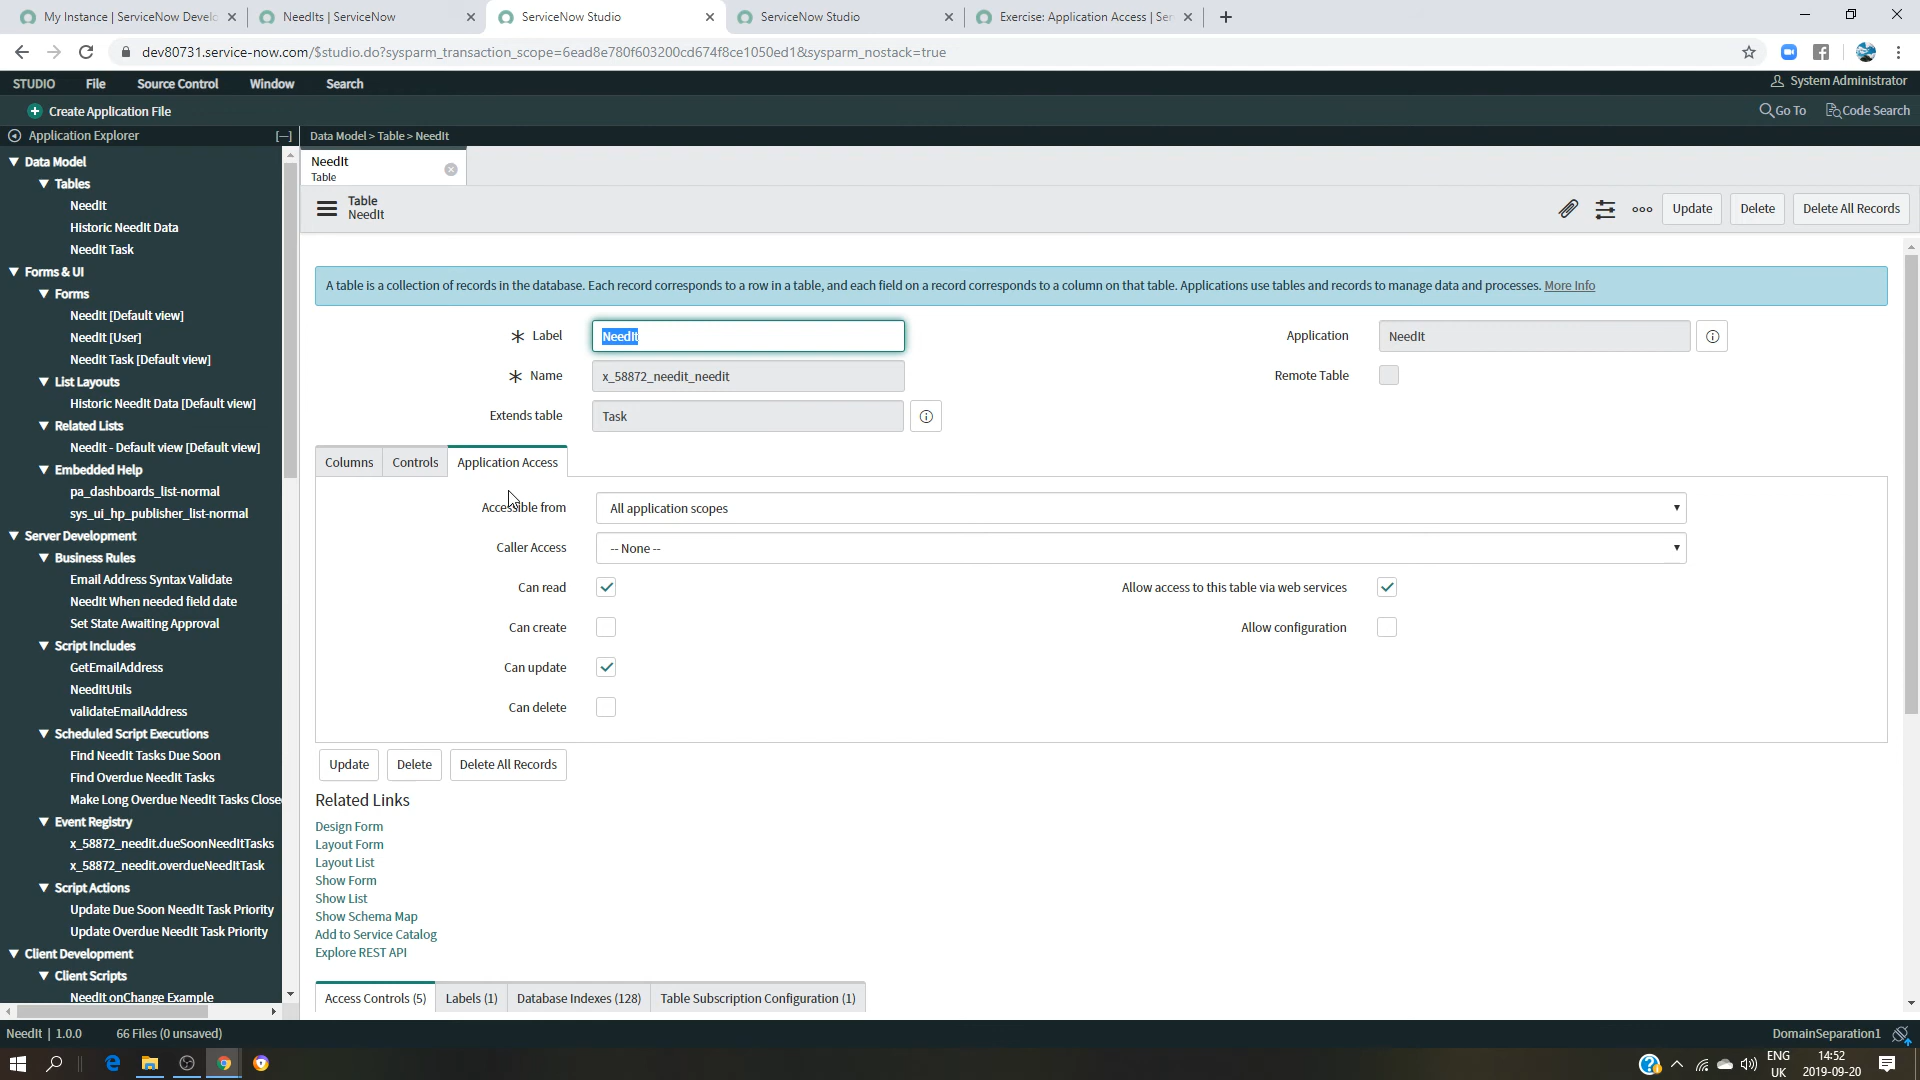 My Instance | ServiceNow Develo
NeedIts | ServiceNow
ServiceNow Studio
ServiceNow Studio
Exercise: Application Access | Ser
dev80731.service-now.com/$studio.do?sysparm_transaction_scope=6ead8e780f603200cd674f8ce1050ed1&sysparm_nostack=true
STUDIO File Source Control Window Search
System Administrator
Create Application File
Go To Code Search
Application Explorer
Data Model > Table > NeedIt
Data Model
Tables
NeedIt
Historic NeedIt Data
NeedIt Task
Forms & UI
Forms
NeedIt [Default view]
NeedIt [User]
NeedIt Task [Default view]
List Layouts
Historic NeedIt Data [Default view]
Related Lists
NeedIt - Default view [Default view]
Embedded Help
pa_dashboards_list-normal
sys_ui_hp_publisher_list-normal
Server Development
Business Rules
Email Address Syntax Validate
NeedIt When needed field date
Set State Awaiting Approval
Script Includes
GetEmailAddress
NeedItUtils
validateEmailAddress
Scheduled Script Executions
Find NeedIt Tasks Due Soon
Find Overdue NeedIt Tasks
Make Long Overdue NeedIt Tasks Close
Event Registry
x_58872_needit.dueSoonNeedItTasks
x_58872_needit.overdueNeedItTask
Script Actions
Update Due Soon NeedIt Task Priority
Update Overdue NeedIt Task Priority
Client Development
Client Scripts
NeedIt onChange Example
NeedIt
Table
Table
NeedIt
Update Delete Delete All Records
A table is a collection of records in the database. Each record corresponds to a row in a table, and each field on a record corresponds to a column on that table. Applications use tables and records to manage data and processes. More Info
Label NeedIt
Application NeedIt
Name x_58872_needit_needit
Remote Table
Extends table Task
Columns Controls Application Access
Accessible from All application scopes
Caller Access -- None --
Can read
Allow access to this table via web services
Can create
Allow configuration
Can update
Can delete
Update Delete Delete All Records
Related Links
Design Form
Layout Form
Layout List
Show Form
Show List
Show Schema Map
Add to Service Catalog
Explore REST API
Access Controls (5) Labels (1) Database Indexes (128) Table Subscription Configuration (1)
NeedIt | 1.0.0 66 Files (0 unsaved)
DomainSeparation1
ENG
UK
14:52
2019-09-20